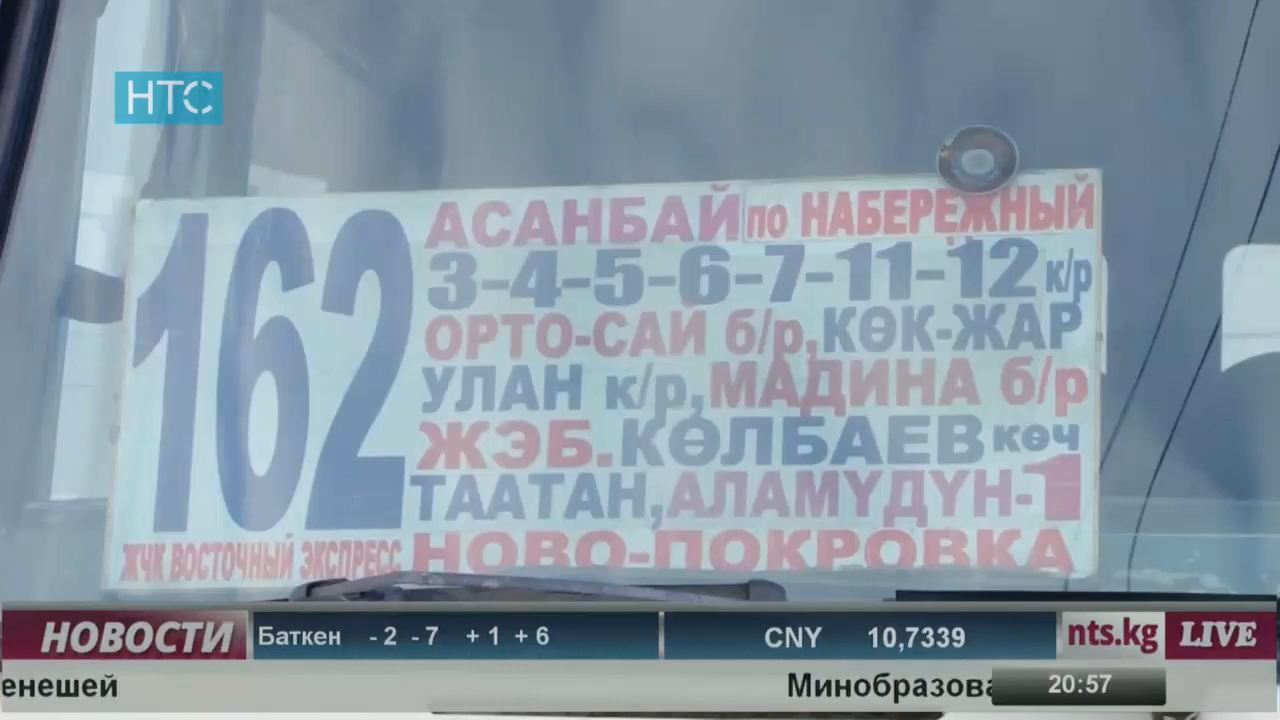 НТС
162
АСАНБАЙ по НАБЕРЕЖНЫЙ
3-4-5-6-7-11-12 к/р
ОРТО-САЙ б/р, КӨК-ЖАР
УЛАН к/р, МАДИНА б/р
ЖЭБ. КӨЛБАЕВ көч
ТААТАН, АЛАМҮДҮН-1
ЖЧК ВОСТОЧНЫЙ ЭКСПРЕСС НОВО-ПОКРОВКА
НОВОСТИ Баткен -2 -7 +1 +6 CNY 10,7339 nts.kg LIVE
енешей Минобразова 20:57